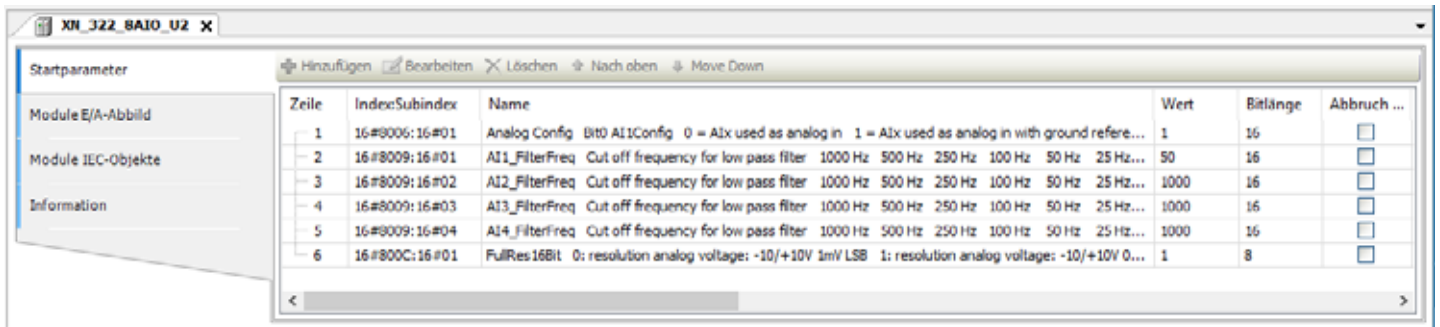 XN_322_8AIO_U2 X
Startparameter
Module E/A-Abbild
Module IEC-Objekte
Information
Hinzufügen Bearbeiten Löschen Nach oben Move Down
Zeile Index:Subindex Name Wert Bitlänge Abbruch ...
1 16#8006:16#01 Analog Config Bit0 AI1Config 0 = AIx used as analog in 1 = AIx used as analog in with ground refere... 1 16
2 16#8009:16#01 AI1_FilterFreq Cut off frequency for low pass filter 1000 Hz 500 Hz 250 Hz 100 Hz 50 Hz 25 Hz... 50 16
3 16#8009:16#02 AI2_FilterFreq Cut off frequency for low pass filter 1000 Hz 500 Hz 250 Hz 100 Hz 50 Hz 25 Hz... 1000 16
4 16#8009:16#03 AI3_FilterFreq Cut off frequency for low pass filter 1000 Hz 500 Hz 250 Hz 100 Hz 50 Hz 25 Hz... 1000 16
5 16#8009:16#04 AI4_FilterFreq Cut off frequency for low pass filter 1000 Hz 500 Hz 250 Hz 100 Hz 50 Hz 25 Hz... 1000 16
6 16#800C:16#01 FullRes16Bit 0: resolution analog voltage: -10/+10V 1mV LSB 1: resolution analog voltage: -10/+10V 0... 1 8